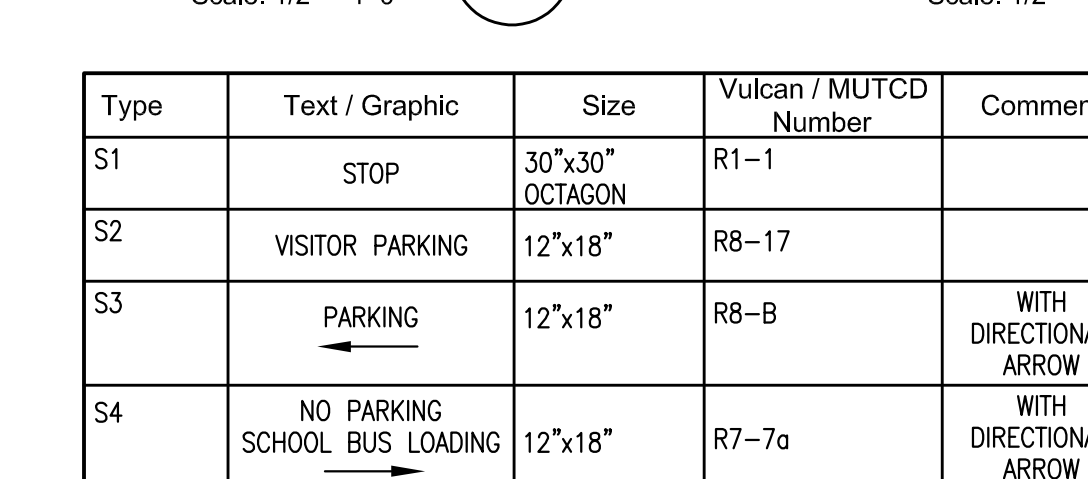 Type Text / Graphic Size Vulcan / MUTCD Number
S1 STOP 30”x30” OCTAGON R1–1
S2 VISITOR PARKING 12”x18” R8–17
S3 PARKING 12”x18” R8–B WITH ARROW
S4 NO PARKING SCHOOL BUS LOADING 12”x18” R7–7a WITH ARROW